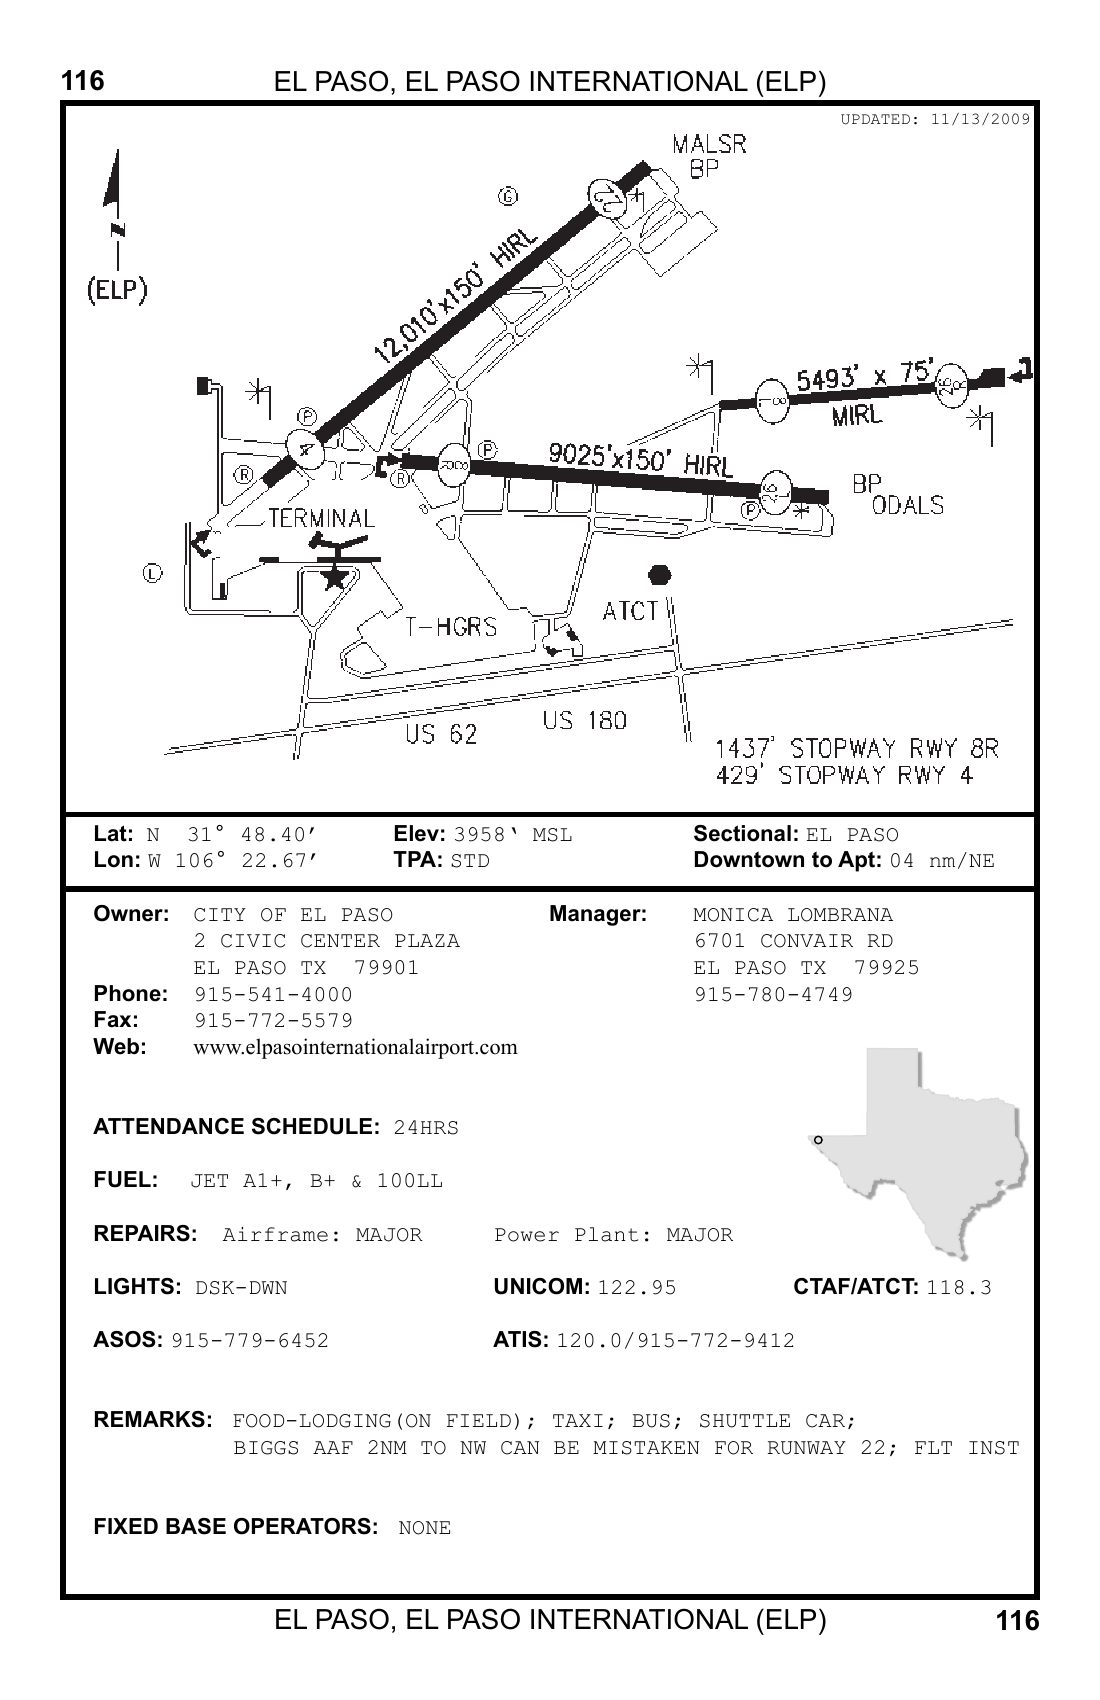 116 EL PASO, EL PASO INTERNATIONAL (ELP)
UPDATED: 11/13/2009
MALSR
BP
G
22
N
(ELP)
12,010'x150' HIRL
5493' x 75'
MIRL
8L
26R
P
4
R
P
8R
R
9025'x150' HIRL
26L
P
BP
ODALS
TERMINAL
L
ATCT
T-HGRS
US 62
US 180
1437' STOPWAY RWY 8R
429' STOPWAY RWY 4
Lat: N 31° 48.40′ Elev: 3958‘ MSL Sectional: EL PASO
Lon: W 106° 22.67′ TPA: STD Downtown to Apt: 04 nm/NE
Owner: CITY OF EL PASO Manager: MONICA LOMBRANA
2 CIVIC CENTER PLAZA 6701 CONVAIR RD
EL PASO TX 79901 EL PASO TX 79925
Phone: 915-541-4000 915-780-4749
Fax: 915-772-5579
Web: www.elpasointernationalairport.com
ATTENDANCE SCHEDULE: 24HRS
FUEL: JET A1+, B+ & 100LL
REPAIRS: Airframe: MAJOR Power Plant: MAJOR
LIGHTS: DSK-DWN UNICOM: 122.95 CTAF/ATCT: 118.3
ASOS: 915-779-6452 ATIS: 120.0/915-772-9412
REMARKS: FOOD-LODGING(ON FIELD); TAXI; BUS; SHUTTLE CAR;
BIGGS AAF 2NM TO NW CAN BE MISTAKEN FOR RUNWAY 22; FLT INST
FIXED BASE OPERATORS: NONE
EL PASO, EL PASO INTERNATIONAL (ELP) 116